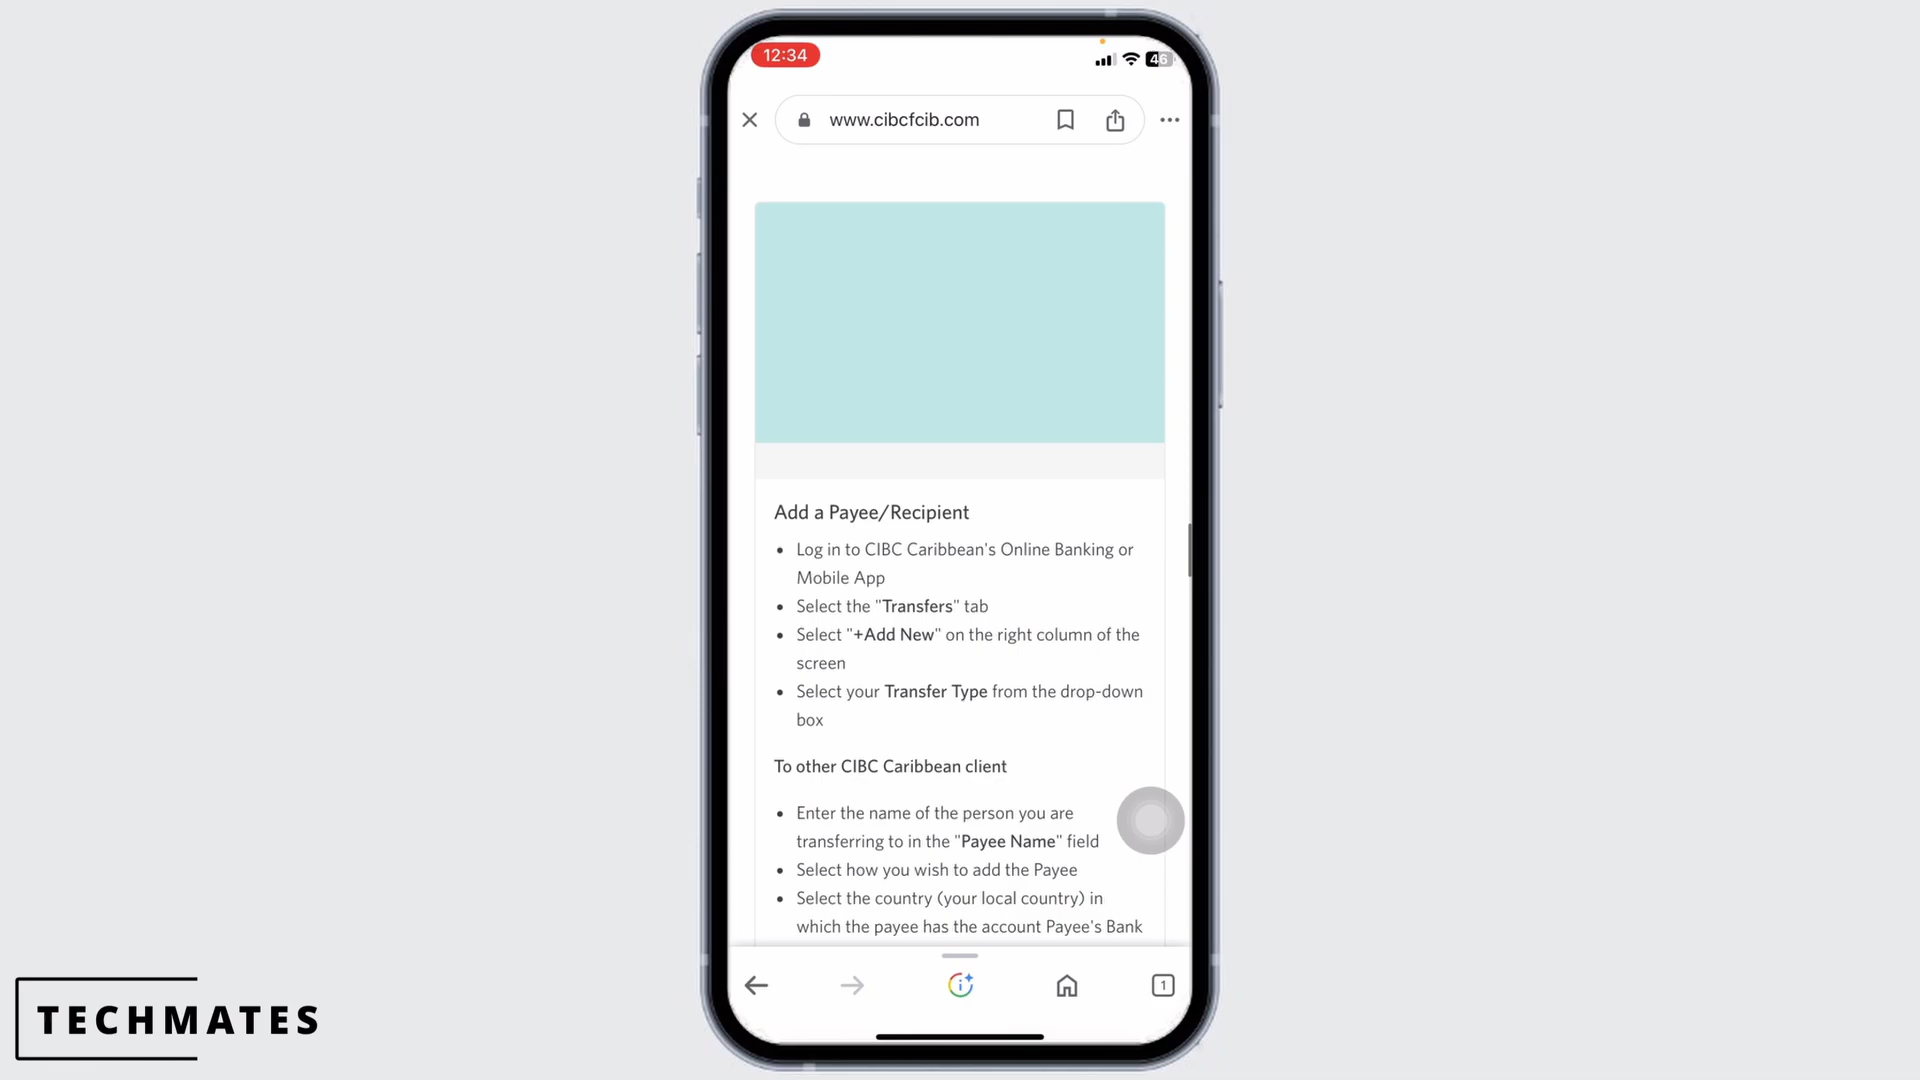 12:34
46
www.cibcfcib.com
Add a Payee/Recipient
• Log in to CIBC Caribbean's Online Banking or
Mobile App
• Select the "Transfers" tab
• Select "+Add New" on the right column of the
screen
• Select your Transfer Type from the drop-down
box
To other CIBC Caribbean client
• Enter the name of the person you are
transferring to in the "Payee Name" field
• Select how you wish to add the Payee
• Select the country (your local country) in
which the payee has the account Payee's Bank
1
TECHMATES